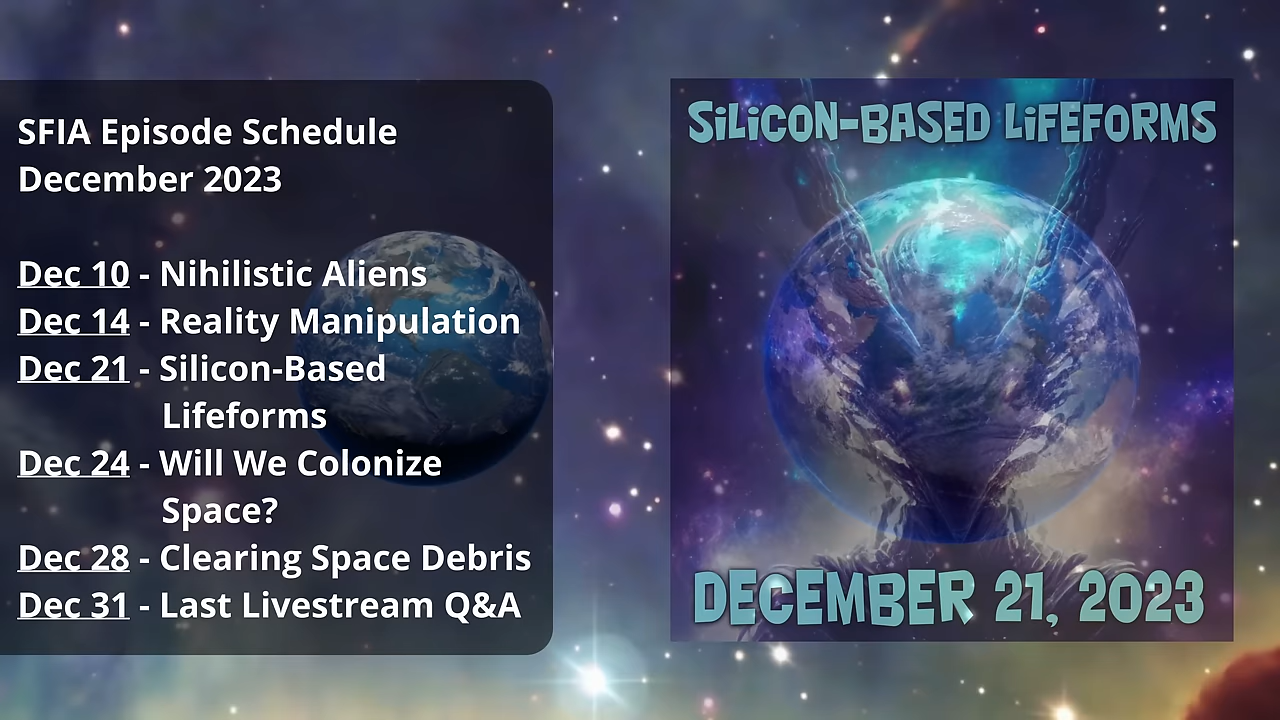 SFIA Episode Schedule
December 2023
Dec 10 - Nihilistic Aliens
Dec 14 - Reality Manipulation
Dec 21 - Silicon-Based
Lifeforms
Dec 24 - Will We Colonize
Space?
Dec 28 - Clearing Space Debris
Dec 31 - Last Livestream Q&A
SiLiCON-BASED LiFEFORMS
DECEMBER 21, 2023